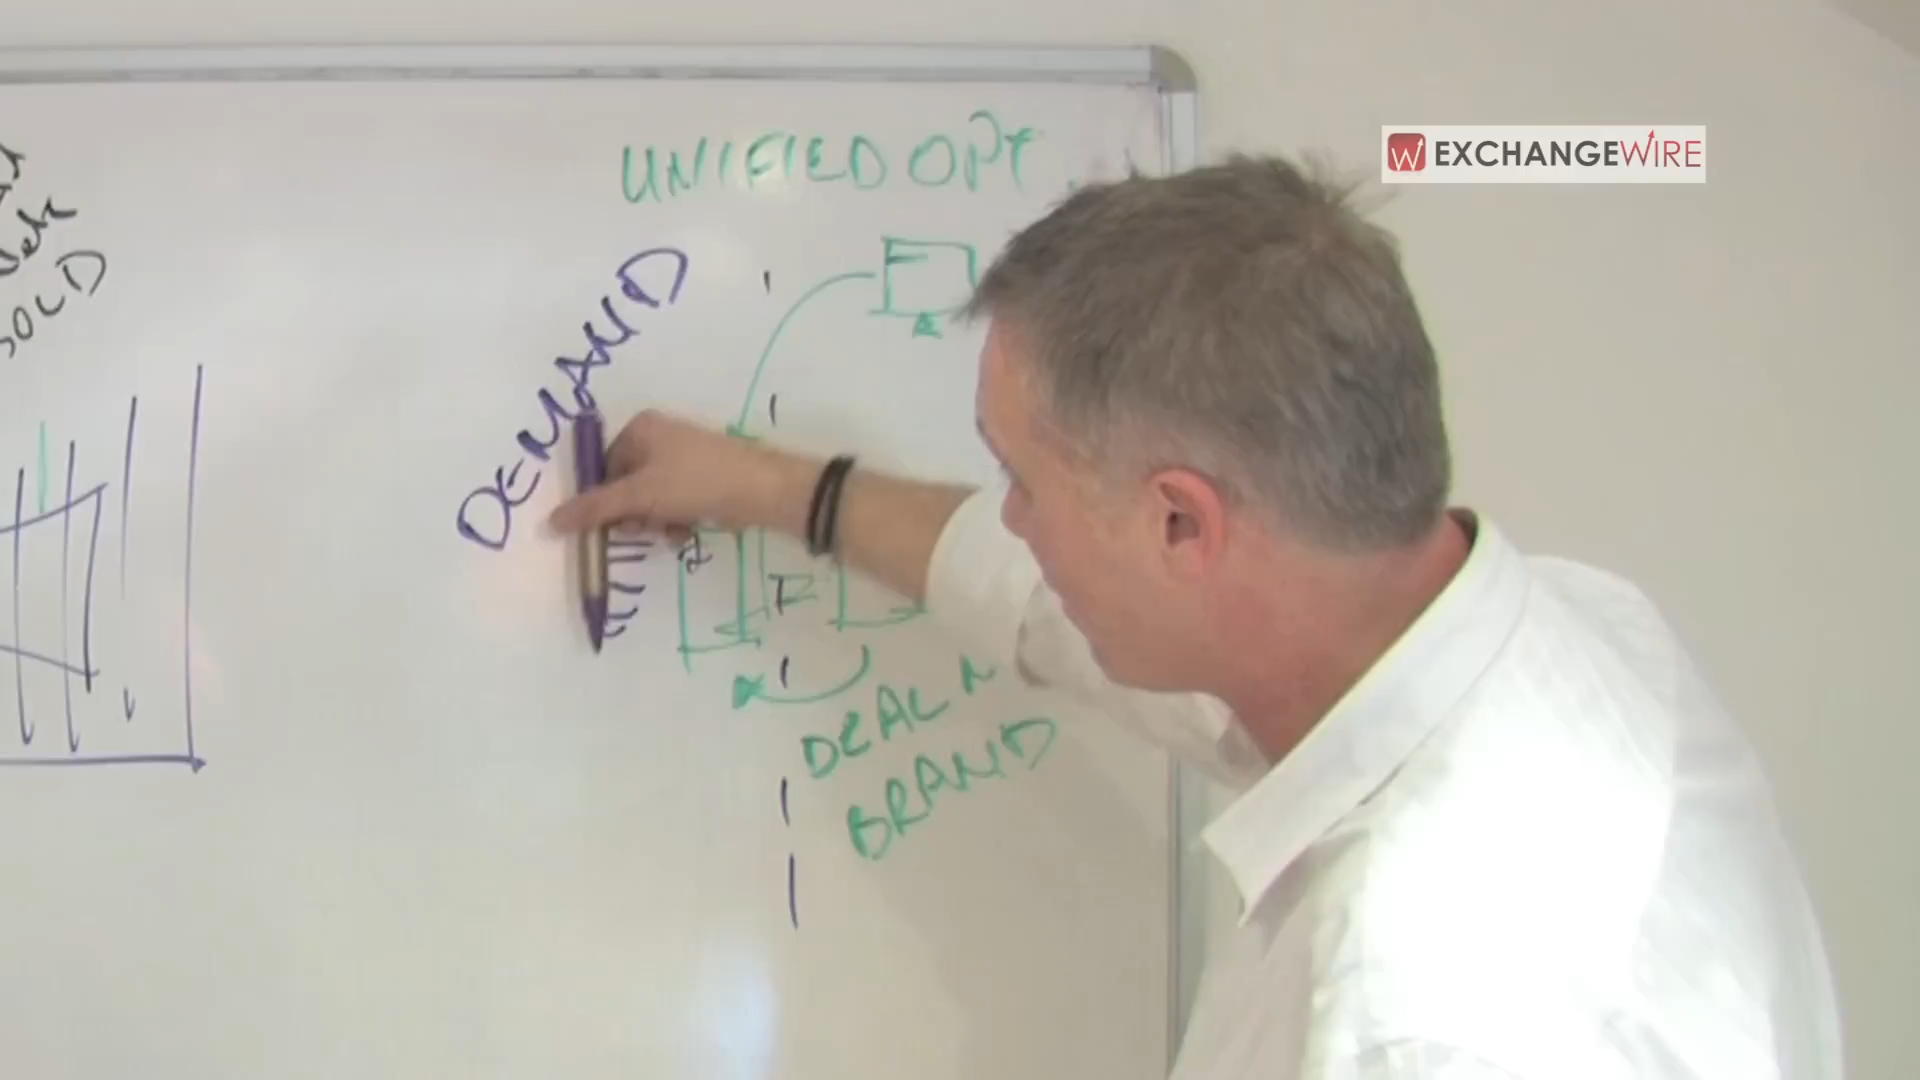 EXCHANGEWIRE
UNIFIED OPT
SOLD
DEMAND
DEAL
BRAND